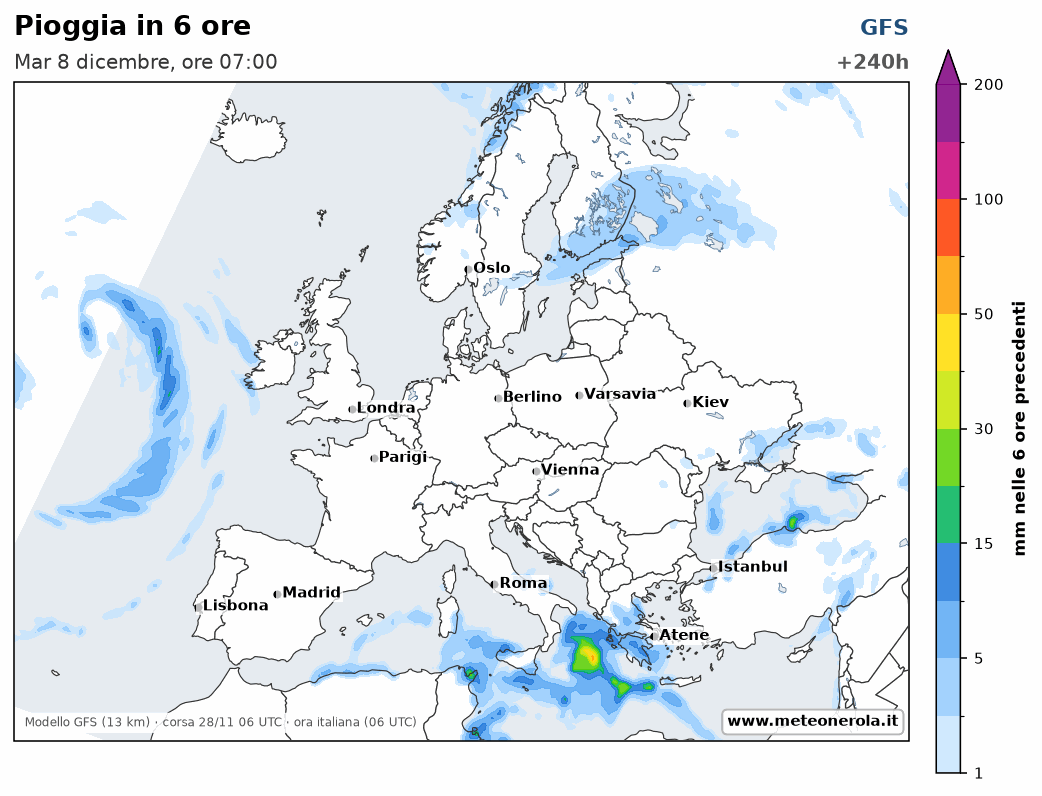 Pioggia in 6 ore
GFS
Mar 8 dicembre, ore 07:00
+240h
Oslo
Londra
Berlino
Varsavia
Kiev
Parigi
Vienna
Istanbul
Roma
Madrid
Lisbona
Atene
Modello GFS (13 km) · corsa 28/11 06 UTC · ora italiana (06 UTC)
www.meteonerola.it
200
100
50
30
15
5
1
mm nelle 6 ore precedenti